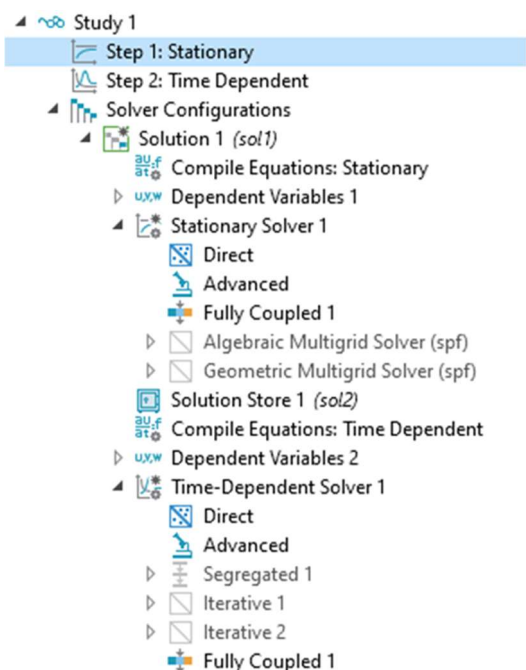 Study 1
Step 1: Stationary
Step 2: Time Dependent
Solver Configurations
Solution 1 (sol1)
Compile Equations: Stationary
Dependent Variables 1
Stationary Solver 1
Direct
Advanced
Fully Coupled 1
Algebraic Multigrid Solver (spf)
Geometric Multigrid Solver (spf)
Solution Store 1 (sol2)
Compile Equations: Time Dependent
Dependent Variables 2
Time-Dependent Solver 1
Direct
Advanced
Segregated 1
Iterative 1
Iterative 2
Fully Coupled 1